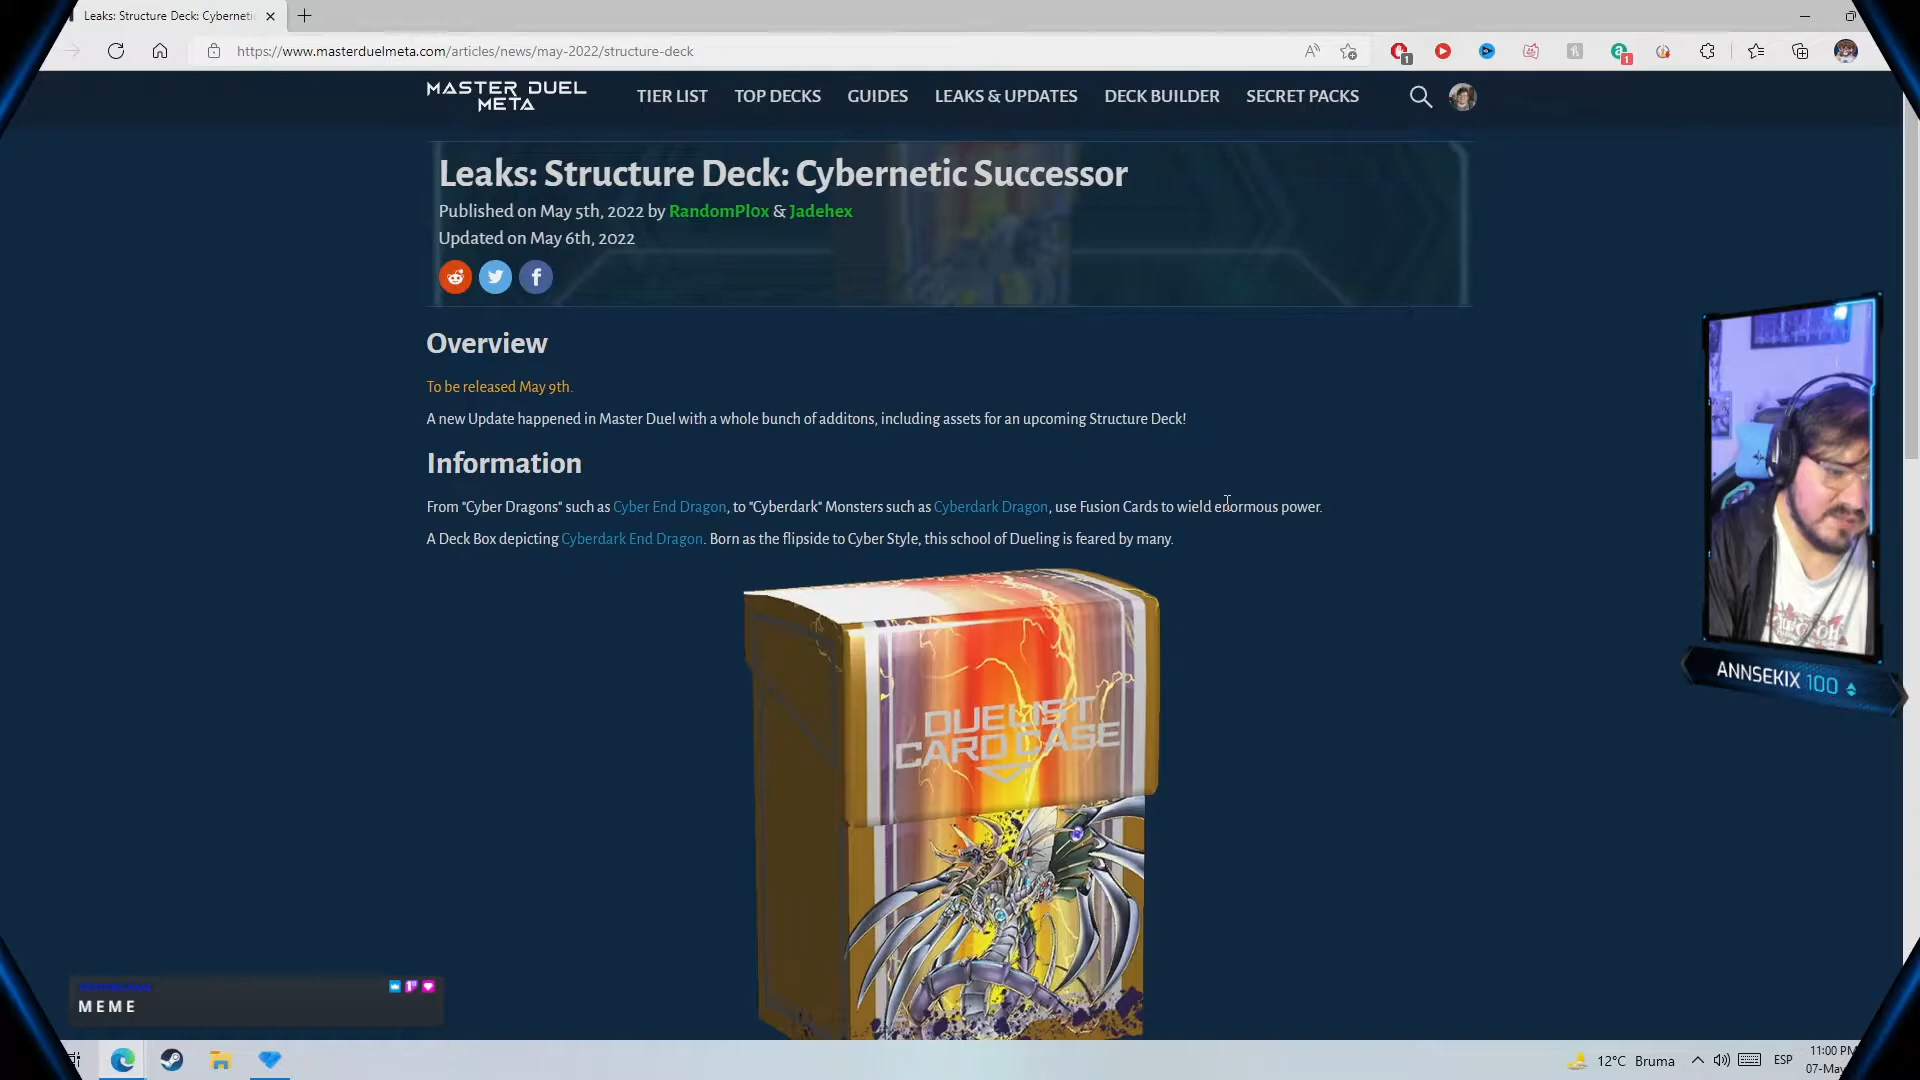 Leaks: Structure Deck: Cyberneti
https://www.masterduelmeta.com/articles/news/may-2022/structure-deck
MASTER DUEL
META
TIER LIST
TOP DECKS
GUIDES
LEAKS & UPDATES
DECK BUILDER
SECRET PACKS
Leaks: Structure Deck: Cybernetic Successor
Published on May 5th, 2022 by RandomPl0x & Jadehex
Updated on May 6th, 2022
Overview
To be released May 9th.
A new Update happened in Master Duel with a whole bunch of additons, including assets for an upcoming Structure Deck!
Information
From "Cyber Dragons" such as Cyber End Dragon, to "Cyberdark" Monsters such as Cyberdark Dragon, use Fusion Cards to wield enormous power.
A Deck Box depicting Cyberdark End Dragon. Born as the flipside to Cyber Style, this school of Dueling is feared by many.
DUELIST
CARD CASE
ANNSEKIX 100
MEME
12°C Bruma
ESP
11:00 PM
07-May